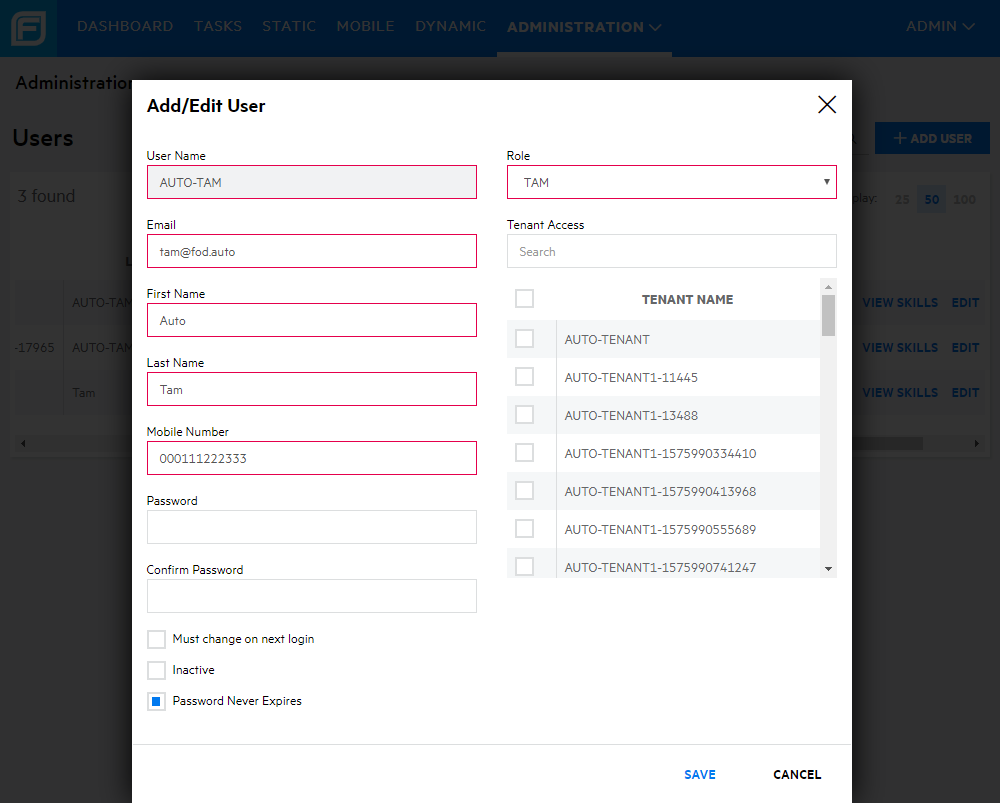 DASHBOARD TASKS STATIC MOBILE DYNAMIC ADMINISTRATION ADMIN
Administration
Users
+ ADD USER
3 found
play: 25 50 100
AUTO-TAM VIEW SKILLS EDIT
-17965 AUTO-TAM VIEW SKILLS EDIT
Tam VIEW SKILLS EDIT
Add/Edit User
User Name
AUTO-TAM
Email
tam@fod.auto
First Name
Auto
Last Name
Tam
Mobile Number
000111222333
Password
Confirm Password
Must change on next login
Inactive
Password Never Expires
Role
TAM
Tenant Access
Search
TENANT NAME
AUTO-TENANT
AUTO-TENANT1-11445
AUTO-TENANT1-13488
AUTO-TENANT1-1575990334410
AUTO-TENANT1-1575990413968
AUTO-TENANT1-1575990555689
AUTO-TENANT1-1575990741247
SAVE CANCEL